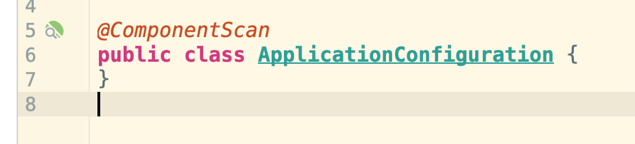 4
5 @ComponentScan
6 public class ApplicationConfiguration {
7 }
8